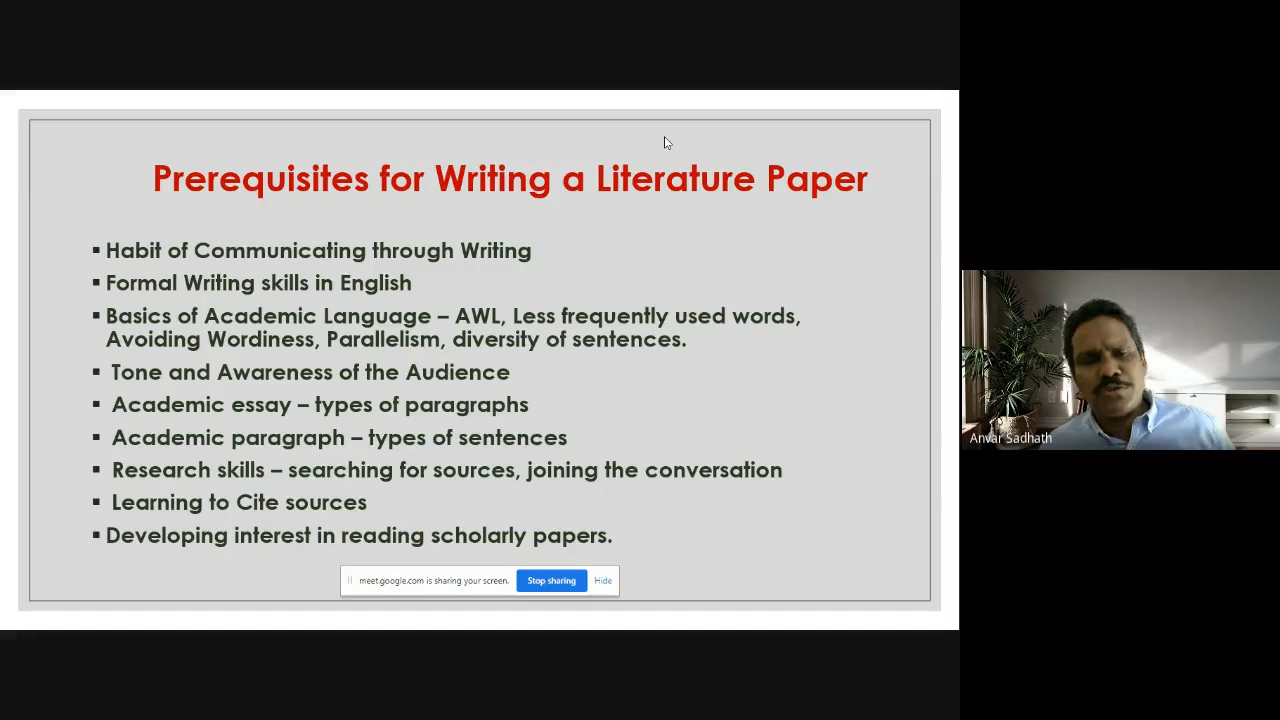 Prerequisites for Writing a Literature Paper
▪ Habit of Communicating through Writing
▪ Formal Writing skills in English
▪ Basics of Academic Language – AWL, Less frequently used words,
Avoiding Wordiness, Parallelism, diversity of sentences.
▪ Tone and Awareness of the Audience
▪ Academic essay – types of paragraphs
▪ Academic paragraph – types of sentences
▪ Research skills – searching for sources, joining the conversation
▪ Learning to Cite sources
▪ Developing interest in reading scholarly papers.
meet.google.com is sharing your screen. Stop sharing Hide
Anvar Sadhath